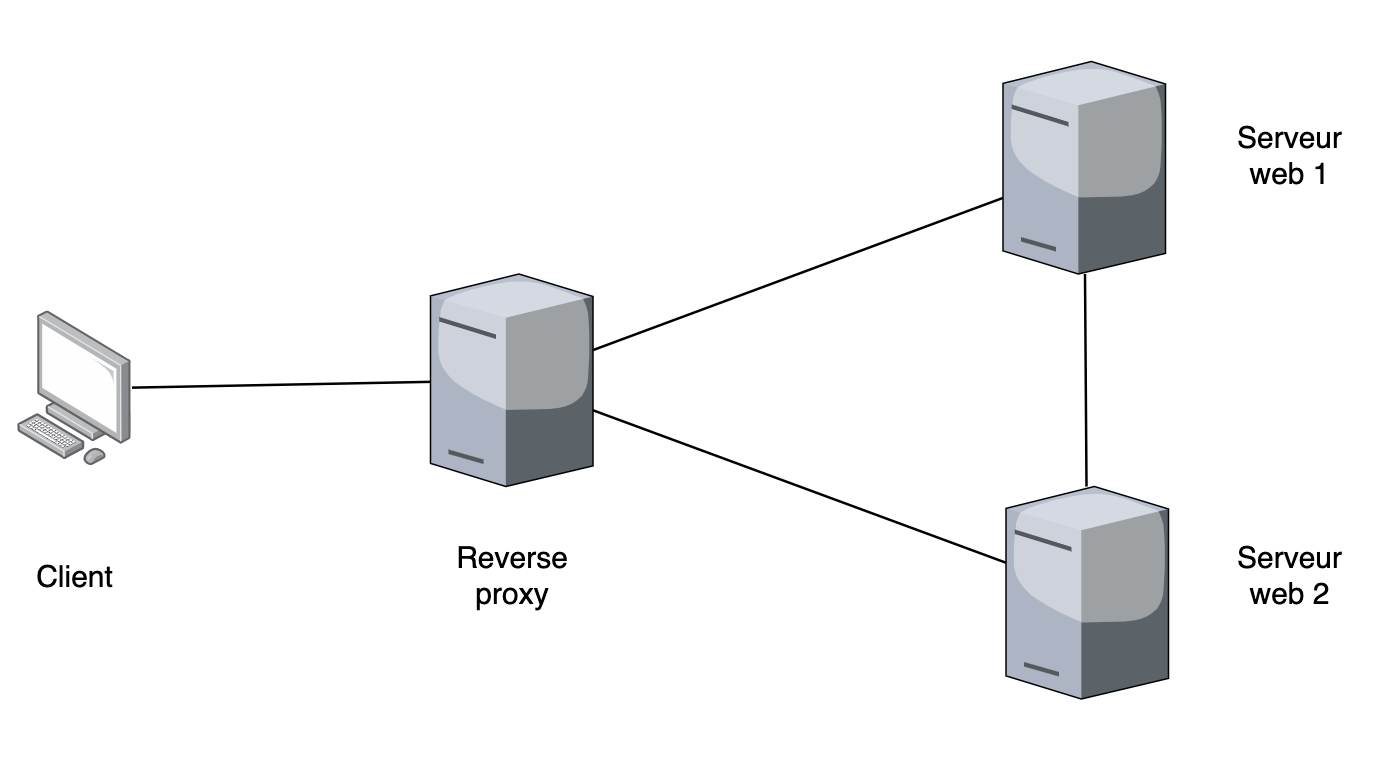 Serveur
web 1
Client
Reverse
proxy
Serveur
web 2